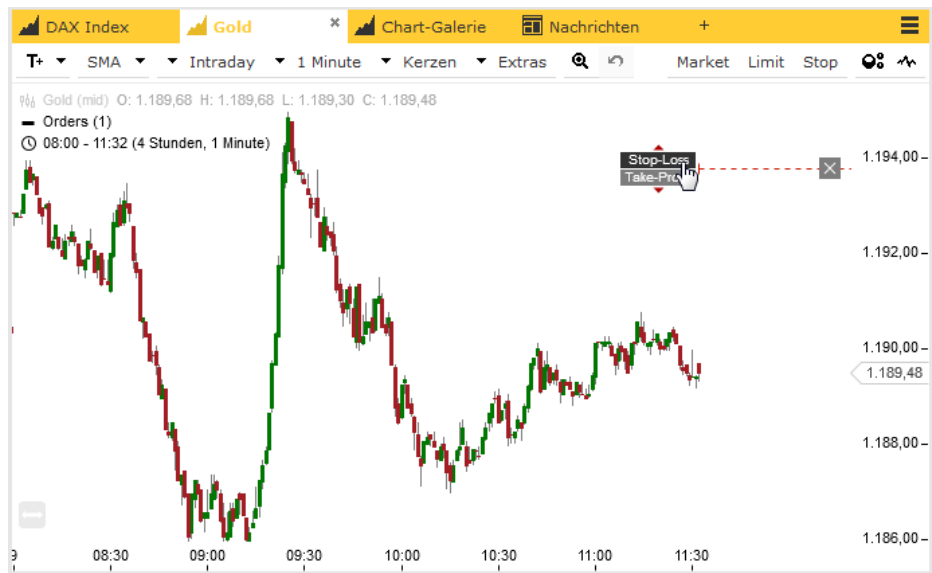 DAX Index Gold × Chart-Galerie Nachrichten +
T+ SMA Intraday 1 Minute Kerzen Extras Market Limit Stop
Gold (mid) O: 1.189,68 H: 1.189,68 L: 1.189,30 C: 1.189,48
Orders (1)
08:00 - 11:32 (4 Stunden, 1 Minute)
Stop-Loss
1.194,00
1.192,00
1.190,00
1.189,48
1.188,00
1.186,00
9 08:30 09:00 09:30 10:00 10:30 11:00 11:30